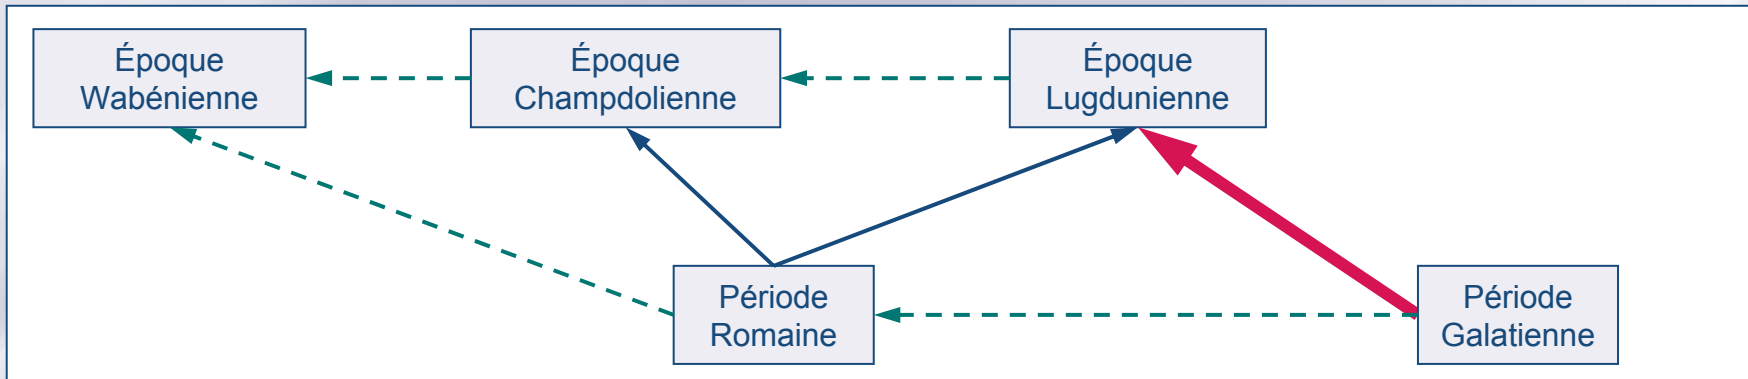 Époque
Wabénienne
Époque
Champdolienne
Époque
Lugdunienne
Période
Romaine
Période
Galatienne